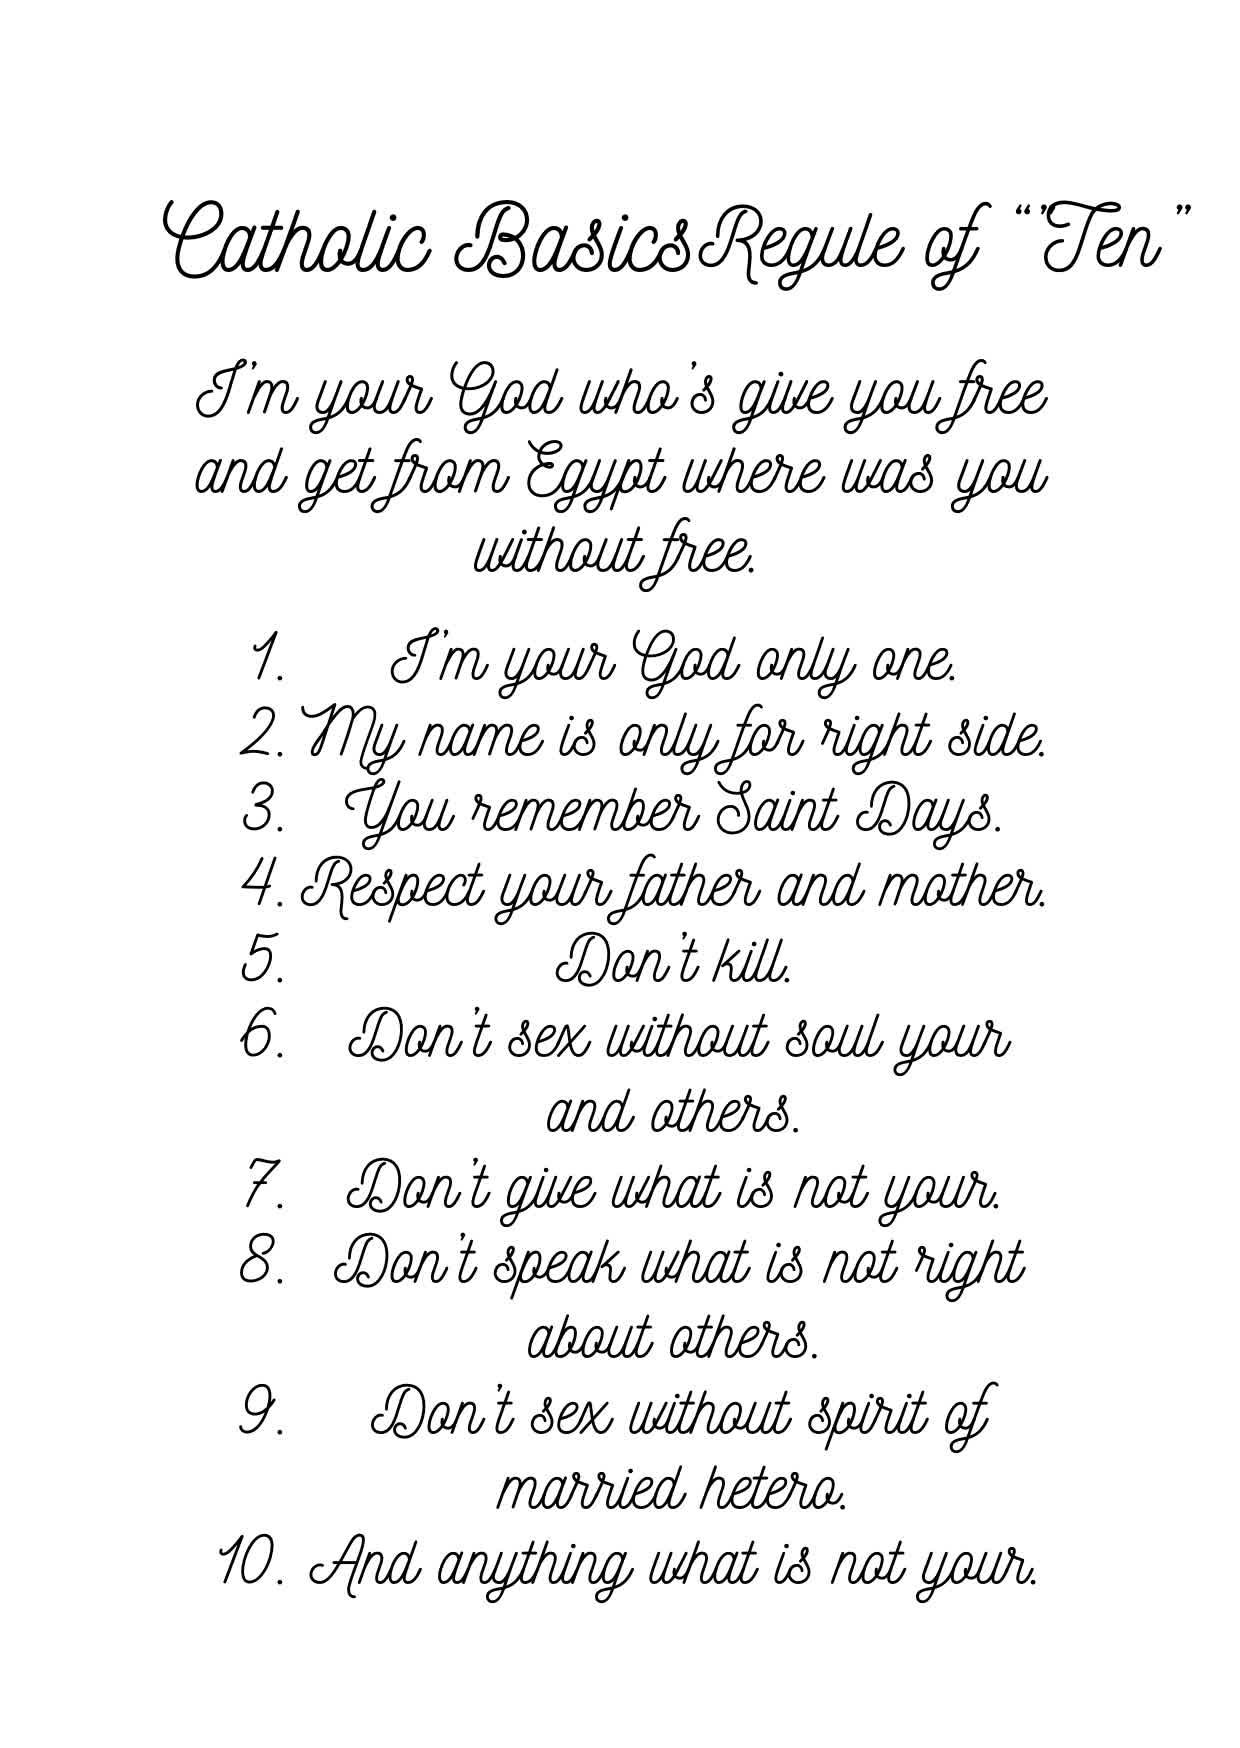 Catholic Basics Regule of “’Ten”
I’m your God who’s give you free
and get from Egypt where was you
without free.
1. I’m your God only one.
2. My name is only for right side.
3. You remember Saint Days.
4. Respect your father and mother.
5. Don’t kill.
6. Don’t sex without soul your
and others.
7. Don’t give what is not your.
8. Don’t speak what is not right
about others.
9. Don’t sex without spirit of
married hetero.
10. And anything what is not your.